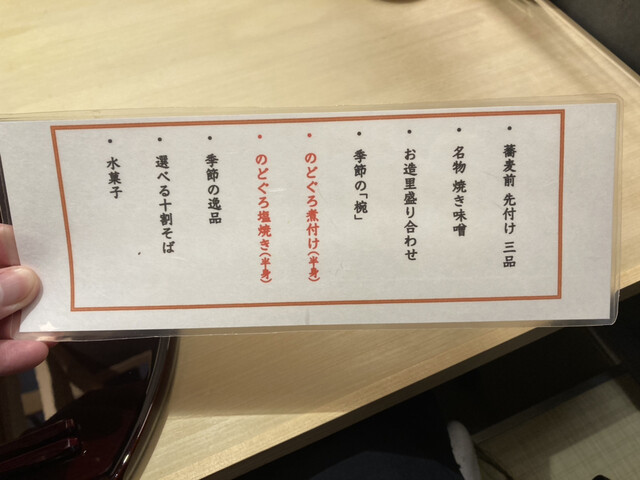 ・蕎麦前 先付け 三品
・名物 焼き味噌
・お造里盛り合わせ
・季節の「椀」
・のどぐろ煮付け(半身)
・のどぐろ塩焼き(半身)
・季節の逸品
・選べる十割そば
・水菓子